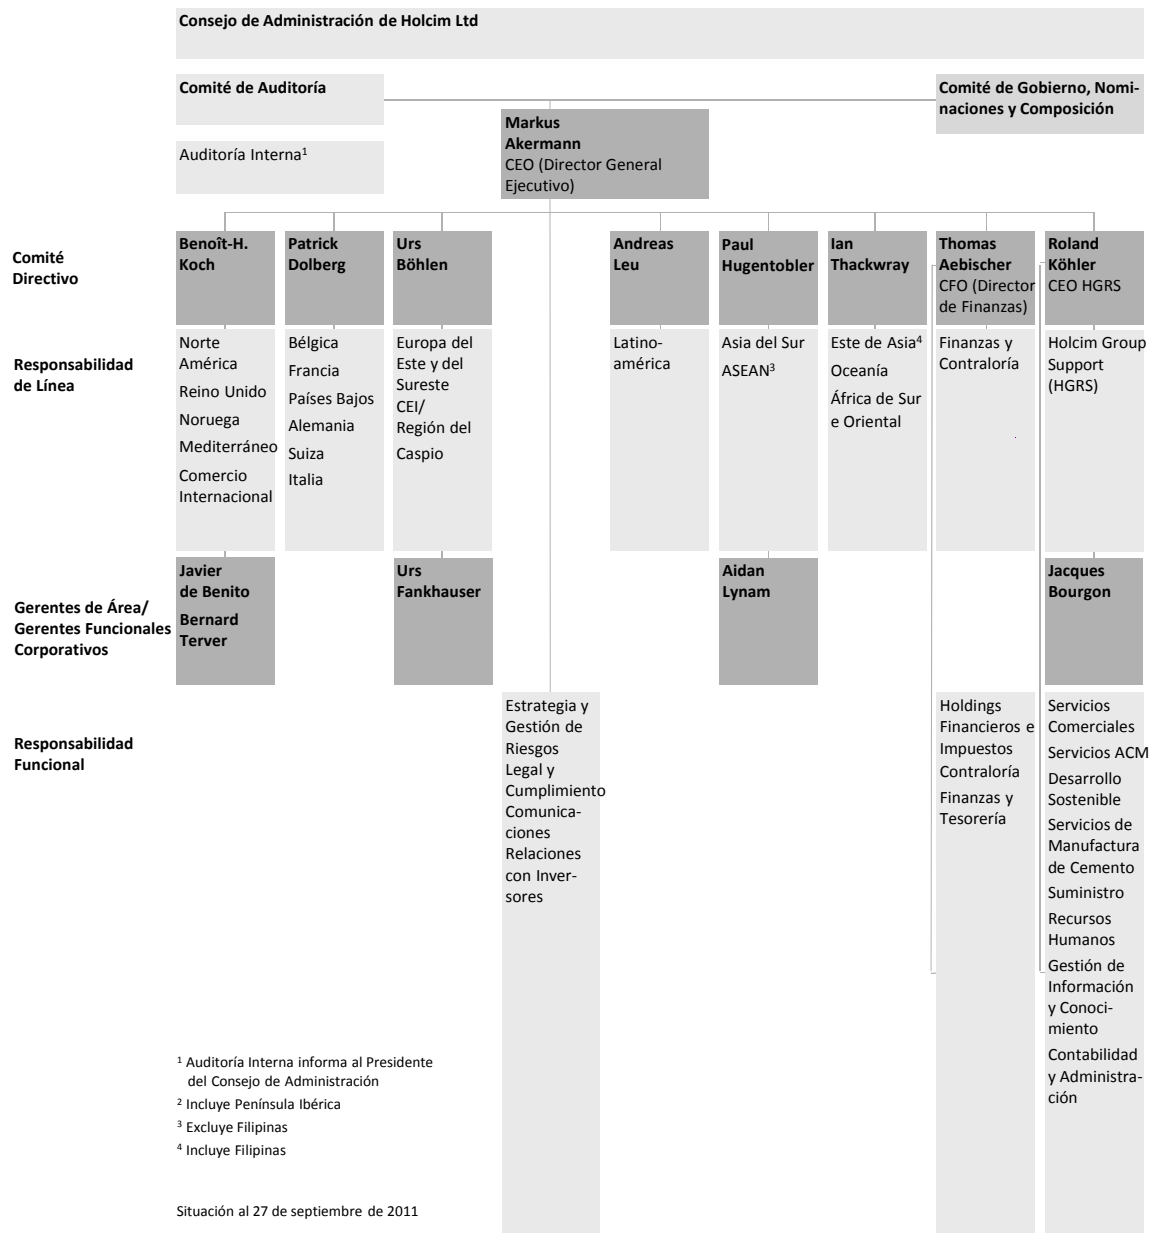 Consejo de Administración de Holcim Ltd
Comité de Auditoría
Comité de Gobierno, Nomi-
naciones y Composición
Auditoría Interna¹
Markus
Akermann
CEO (Director General
Ejecutivo)
Comité
Directivo
Benoît-H.
Koch
Patrick
Dolberg
Urs
Böhlen
Andreas
Leu
Paul
Hugentobler
Ian
Thackwray
Thomas
Aebischer
CFO (Director
de Finanzas)
Roland
Köhler
CEO HGRS
Responsabilidad
de Línea
Norte
América
Reino Unido
Noruega
Mediterráneo
Comercio
Internacional
Bélgica
Francia
Países Bajos
Alemania
Suiza
Italia
Europa del
Este y del
Sureste
CEI/
Región del
Caspio
Latino-
américa
Asia del Sur
ASEAN³
Este de Asia⁴
Oceanía
África de Sur
e Oriental
Finanzas y
Contraloría
Holcim Group
Support
(HGRS)
Gerentes de Área/
Gerentes Funcionales
Corporativos
Javier
de Benito
Bernard
Terver
Urs
Fankhauser
Aidan
Lynam
Jacques
Bourgon
Responsabilidad
Funcional
Estrategia y
Gestión de
Riesgos
Legal y
Cumplimiento
Comunica-
ciones
Relaciones
con Inver-
sores
Holdings
Financieros e
Impuestos
Contraloría
Finanzas y
Tesorería
Servicios
Comerciales
Servicios ACM
Desarrollo
Sostenible
Servicios de
Manufactura
de Cemento
Suministro
Recursos
Humanos
Gestión de
Información
y Conoci-
miento
Contabilidad
y Administra-
ción
¹ Auditoría Interna informa al Presidente
del Consejo de Administración
² Incluye Península Ibérica
³ Excluye Filipinas
⁴ Incluye Filipinas
Situación al 27 de septiembre de 2011